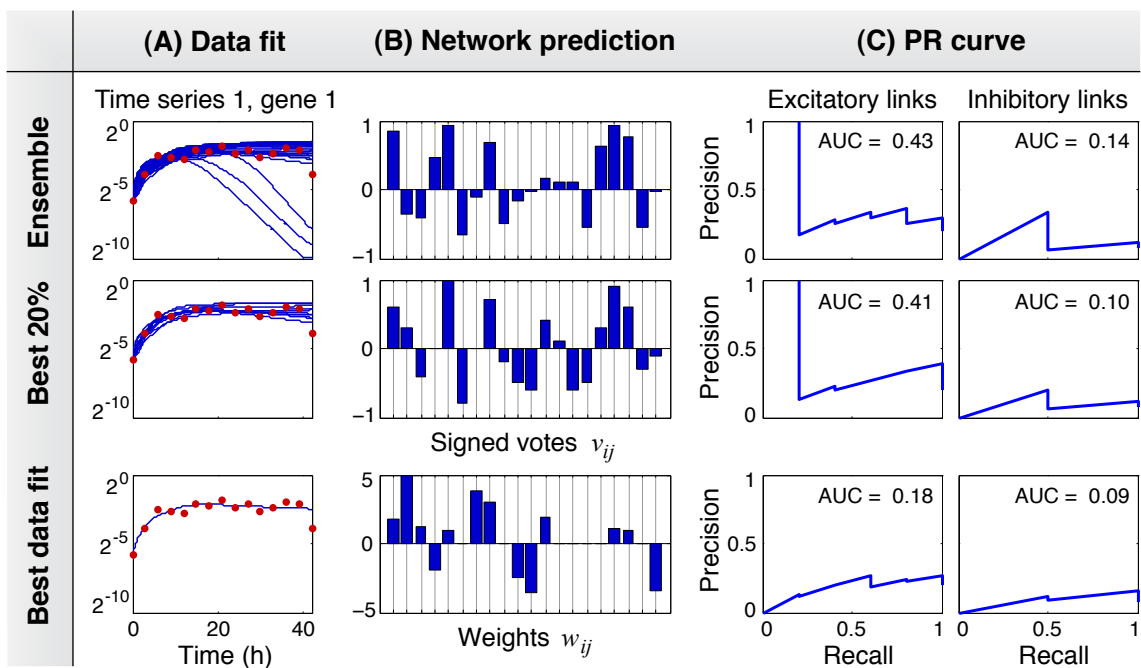 (A) Data fit (B) Network prediction (C) PR curve
Ensemble
Time series 1, gene 1
2^0
2^-5
2^-10
1
0
−1
Excitatory links
Inhibitory links
Precision
1
0.5
0
AUC = 0.43
AUC = 0.14
Best 20%
2^0
2^-5
2^-10
1
0
−1
Signed votes v_ij
Precision
1
0.5
0
AUC = 0.41
AUC = 0.10
Best data fit
2^0
2^-5
2^-10
0 20 40
Time (h)
5
0
−5
Weights w_ij
Precision
1
0.5
0
AUC = 0.18
AUC = 0.09
0 0.5 1
0 0.5 1
Recall
Recall